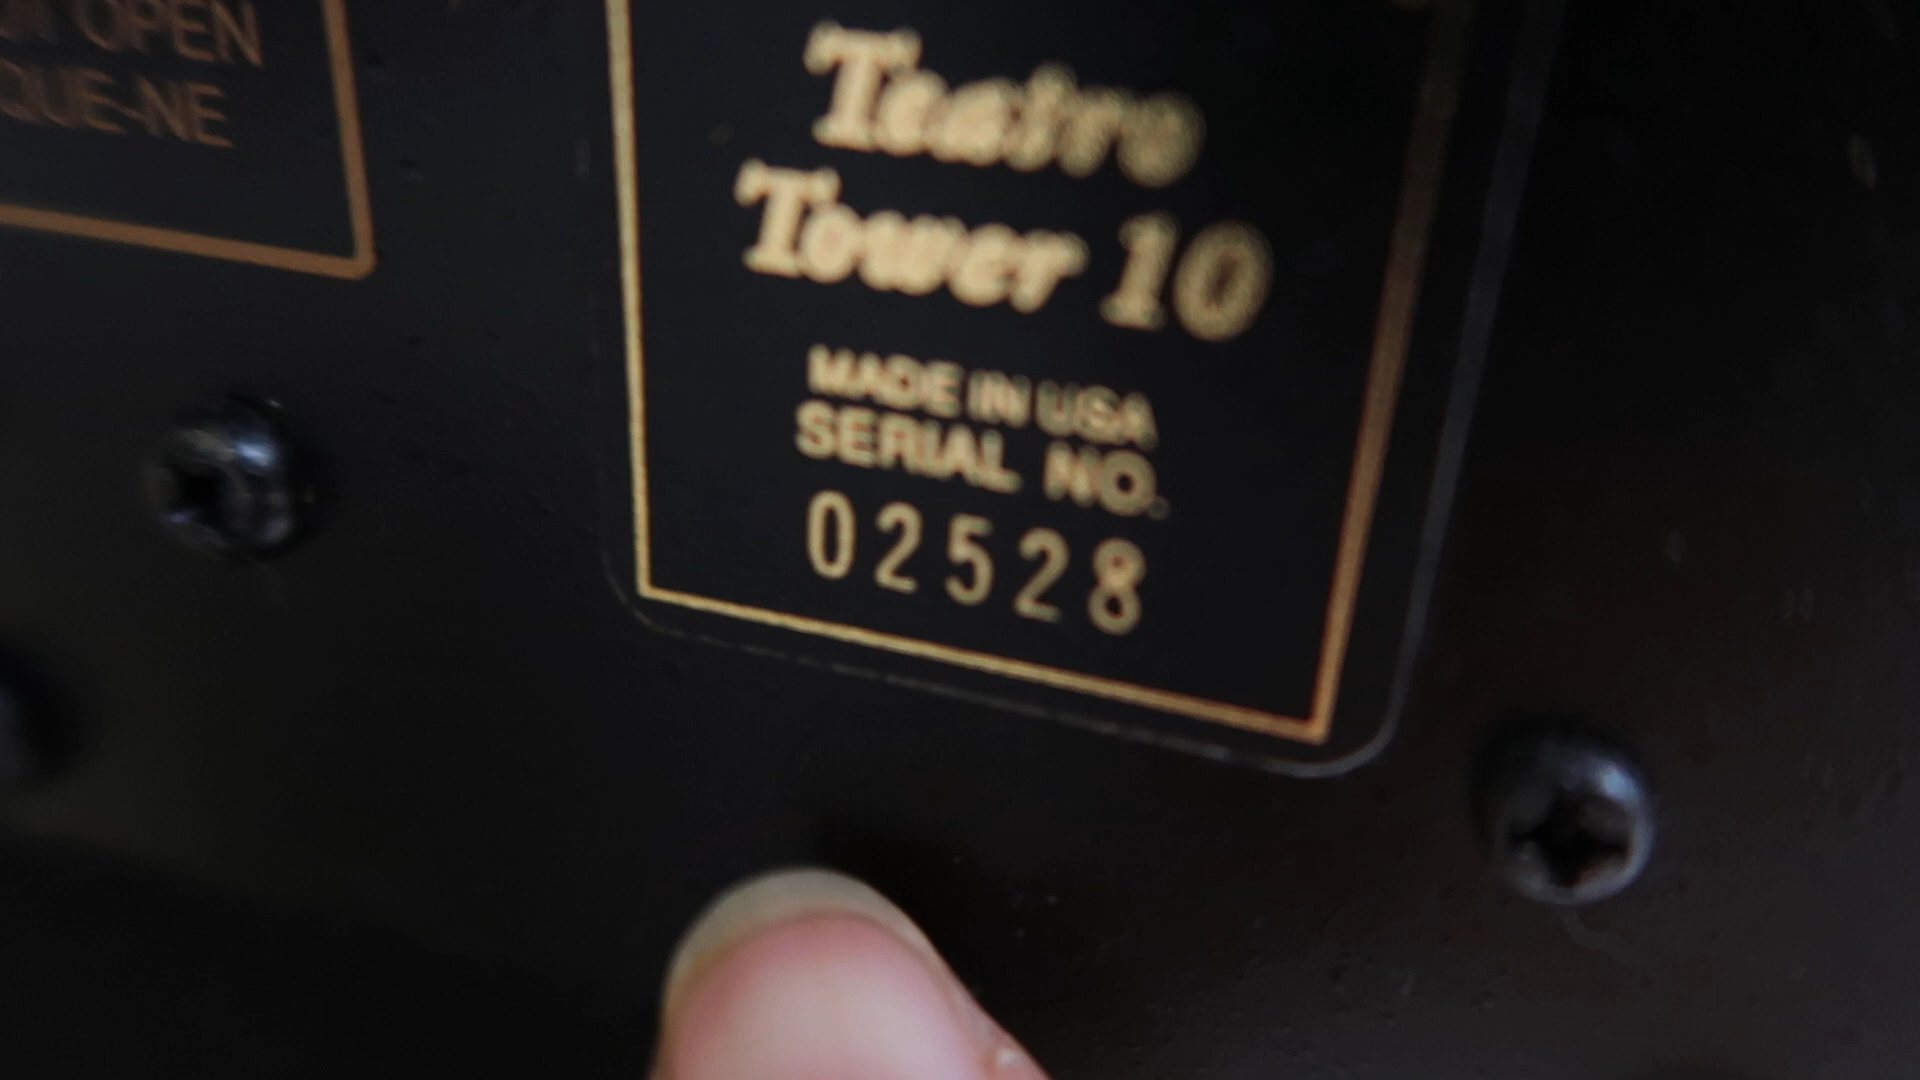 OPEN
QUE-NE
Teatro
Tower 10
MADE IN USA
SERIAL NO.
02528